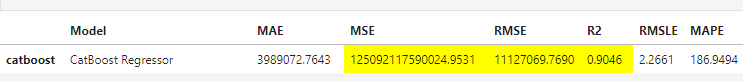 Model MAE MSE RMSE R2 RMSLE MAPE
catboost CatBoost Regressor 3989072.7643 125092117590024.9531 11127069.7690 0.9046 2.2661 186.9494